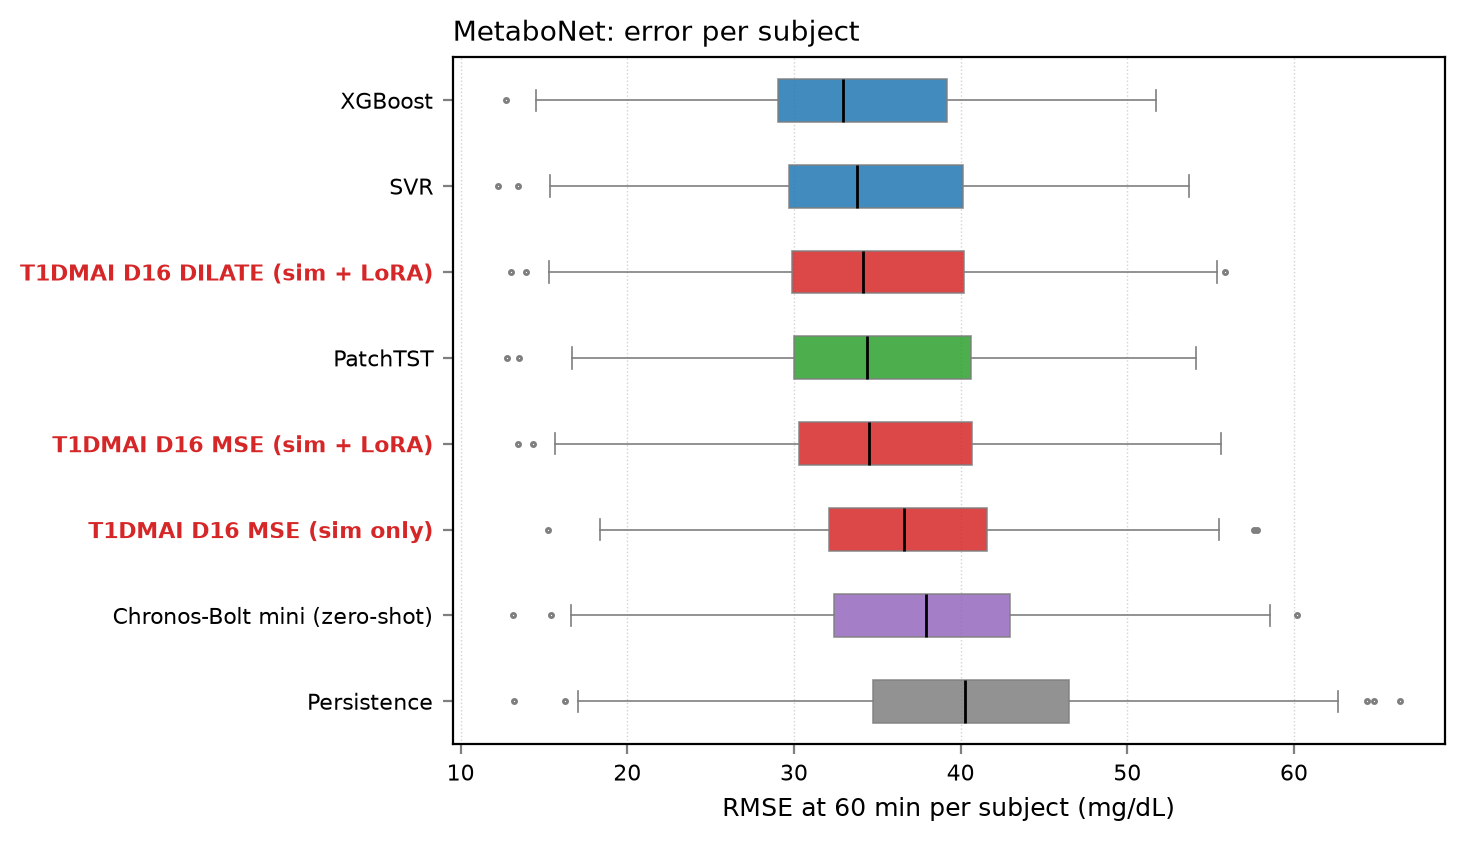 MetaboNet: error per subject
XGBoost
SVR
T1DMAI D16 DILATE (sim + LoRA)
PatchTST
T1DMAI D16 MSE (sim + LoRA)
T1DMAI D16 MSE (sim only)
Chronos-Bolt mini (zero-shot)
Persistence
10 20 30 40 50 60
RMSE at 60 min per subject (mg/dL)